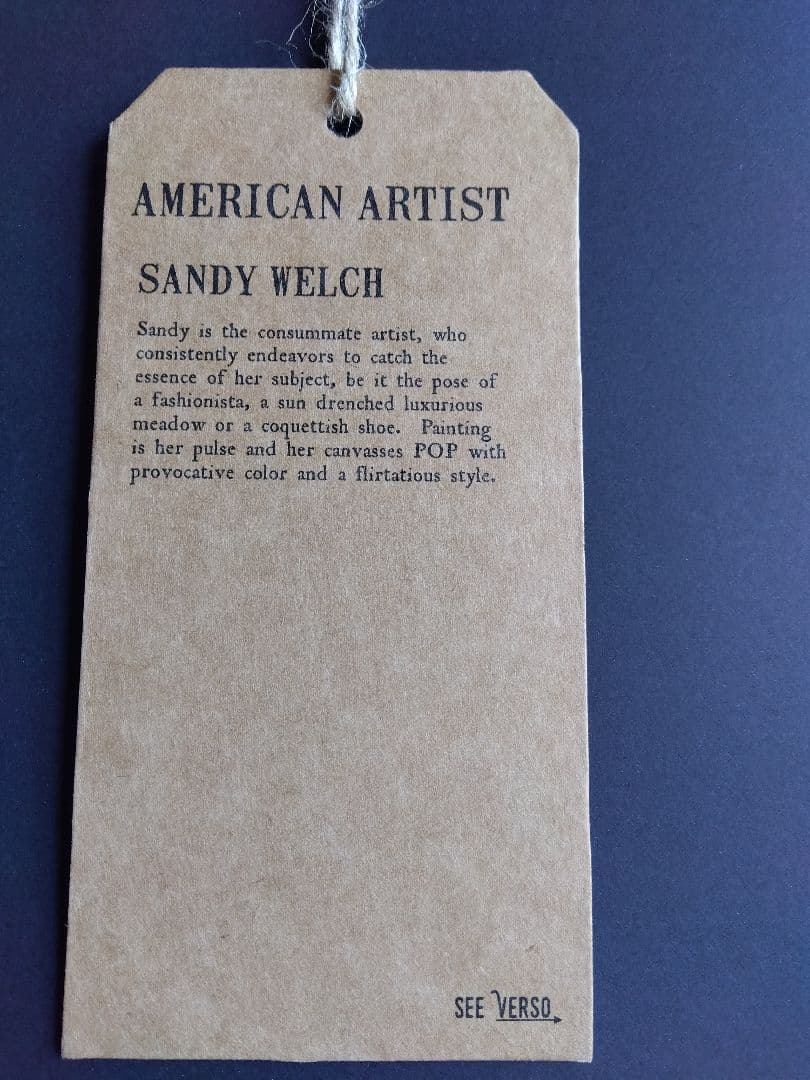 AMERICAN ARTIST
SANDY WELCH
Sandy is the consummate artist, who
consistently endeavors to catch the
essence of her subject, be it the pose of
a fashionista, a sun drenched luxurious
meadow or a coquettish shoe. Painting
is her pulse and her canvasses POP with
provocative color and a flirtatious style.
SEE VERSO